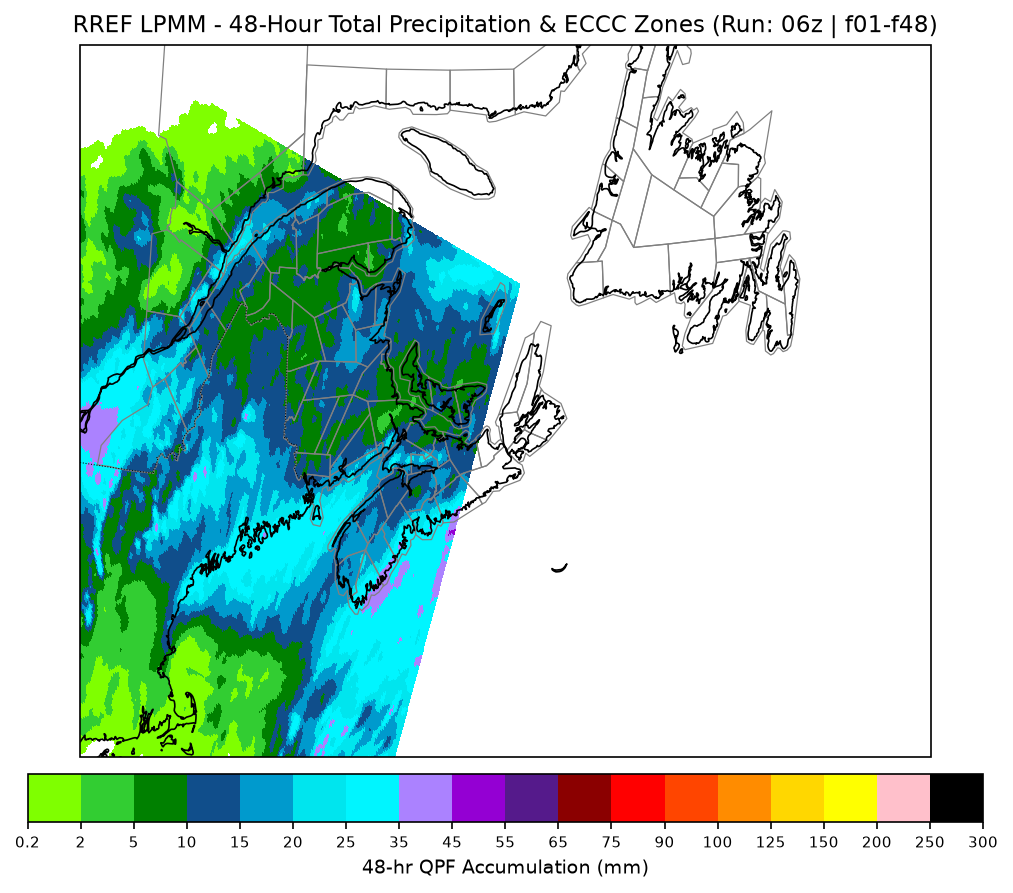 RREF LPMM - 48-Hour Total Precipitation & ECCC Zones (Run: 06z | f01-f48)
0.2 2 5 10 15 20 25 35 45 55 65 75 90 100 125 150 200 250 300
48-hr QPF Accumulation (mm)